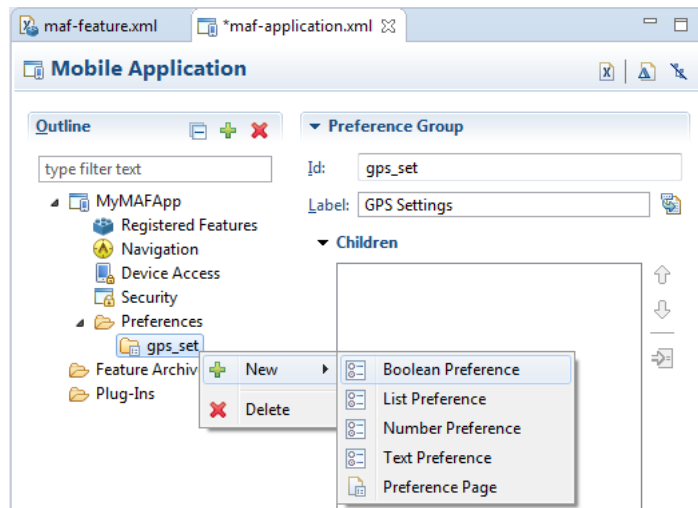 maf-feature.xml
*maf-application.xml
Mobile Application
Outline
type filter text
MyMAFApp
Registered Features
Navigation
Device Access
Security
Preferences
gps_set
Feature Archiv
Plug-Ins
New
Delete
Boolean Preference
List Preference
Number Preference
Text Preference
Preference Page
Preference Group
Id: gps_set
Label: GPS Settings
Children